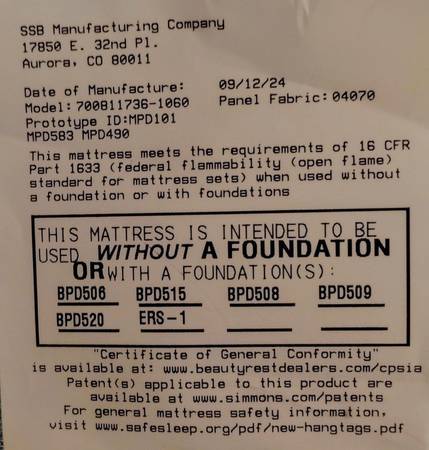 SSB Manufacturing Company
17850 E. 32nd Pl.
Aurora, CO 80011
Date of Manufacture: 09/12/24
Model: 700811736-1060 Panel Fabric: 04070
Prototype ID:MPD101
MPD583 MPD490
This mattress meets the requirements of 16 CFR
Part 1633 (federal flammability (open flame)
standard for mattress sets) when used without
a foundation or with foundations
THIS MATTRESS IS INTENDED TO BE
USED WITHOUT A FOUNDATION
OR WITH A FOUNDATION(S):
BPD506 BPD515 BPD508 BPD509
BPD520 ERS-1
"Certificate of General Conformity"
is available at: www.beautyrestdealers.com/cpsia
Patent(s) applicable to this product are
available at www.simmons.com/patents
For general mattress safety information,
visit www.safesleep.org/pdf/new-hangtags.pdf